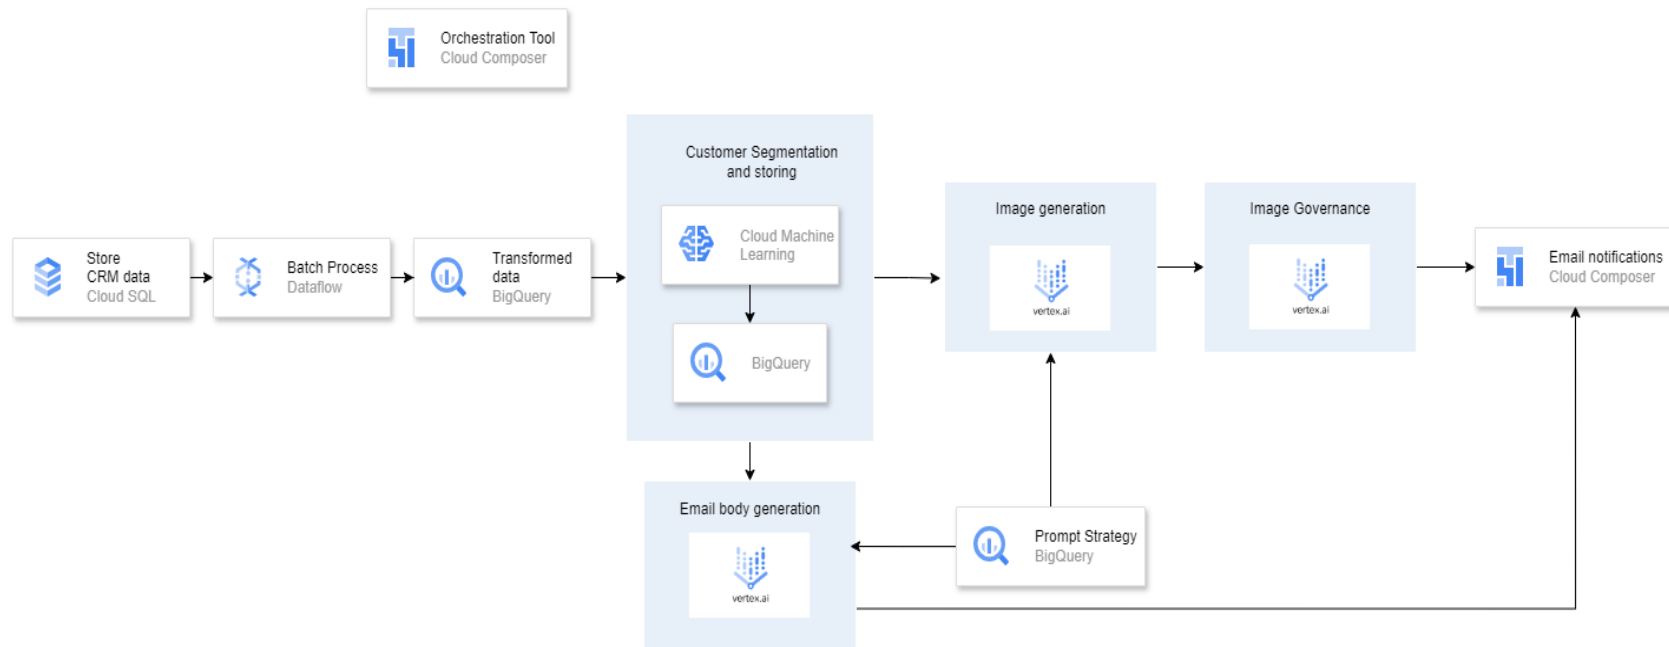 Orchestration Tool
Cloud Composer
Customer Segmentation
and storing
Cloud Machine
Learning
BigQuery
Store
CRM data
Cloud SQL
Batch Process
Dataflow
Transformed
data
BigQuery
Image generation
vertex.ai
Image Governance
vertex.ai
Email notifications
Cloud Composer
Email body generation
vertex.ai
Prompt Strategy
BigQuery